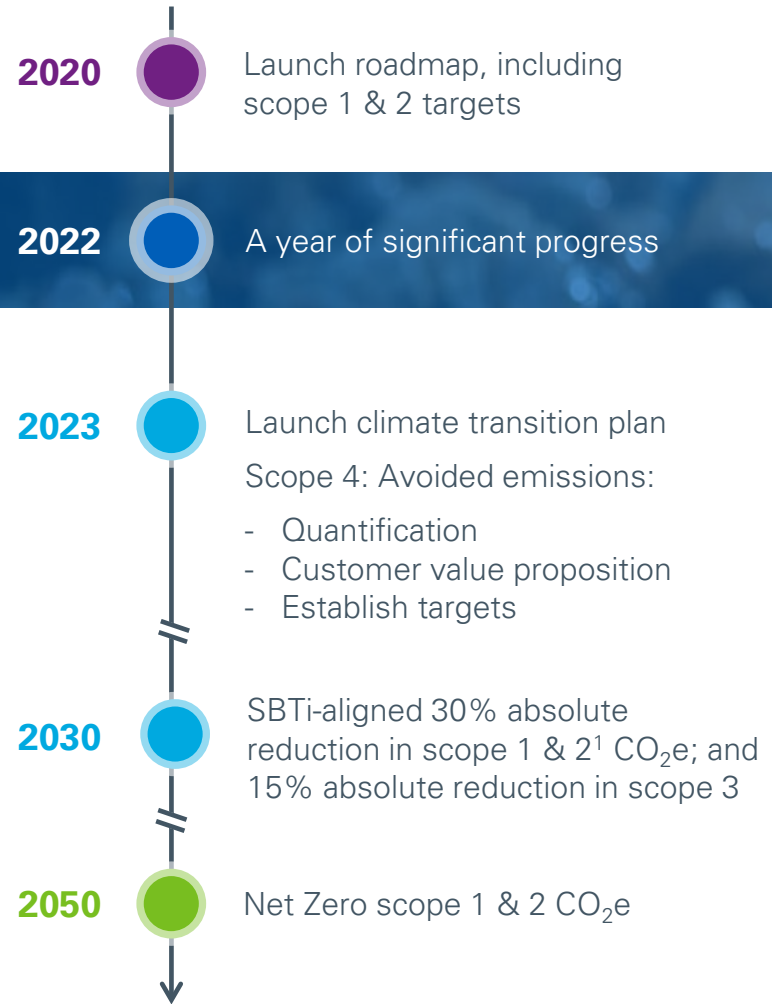 2020
Launch roadmap, including
scope 1 & 2 targets
2022
A year of significant progress
2023
Launch climate transition plan
Scope 4: Avoided emissions:
- Quantification
- Customer value proposition
- Establish targets
2030
SBTi-aligned 30% absolute
reduction in scope 1 & 2¹ CO₂e; and
15% absolute reduction in scope 3
2050
Net Zero scope 1 & 2 CO₂e